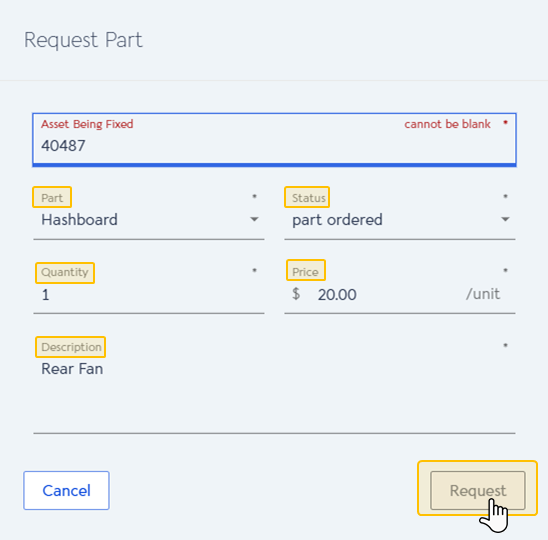 Request Part
Asset Being Fixed cannot be blank *
40487
Part * Status *
Hashboard part ordered
Quantity * Price *
1 $ 20.00 /unit
Description *
Rear Fan
Cancel Request